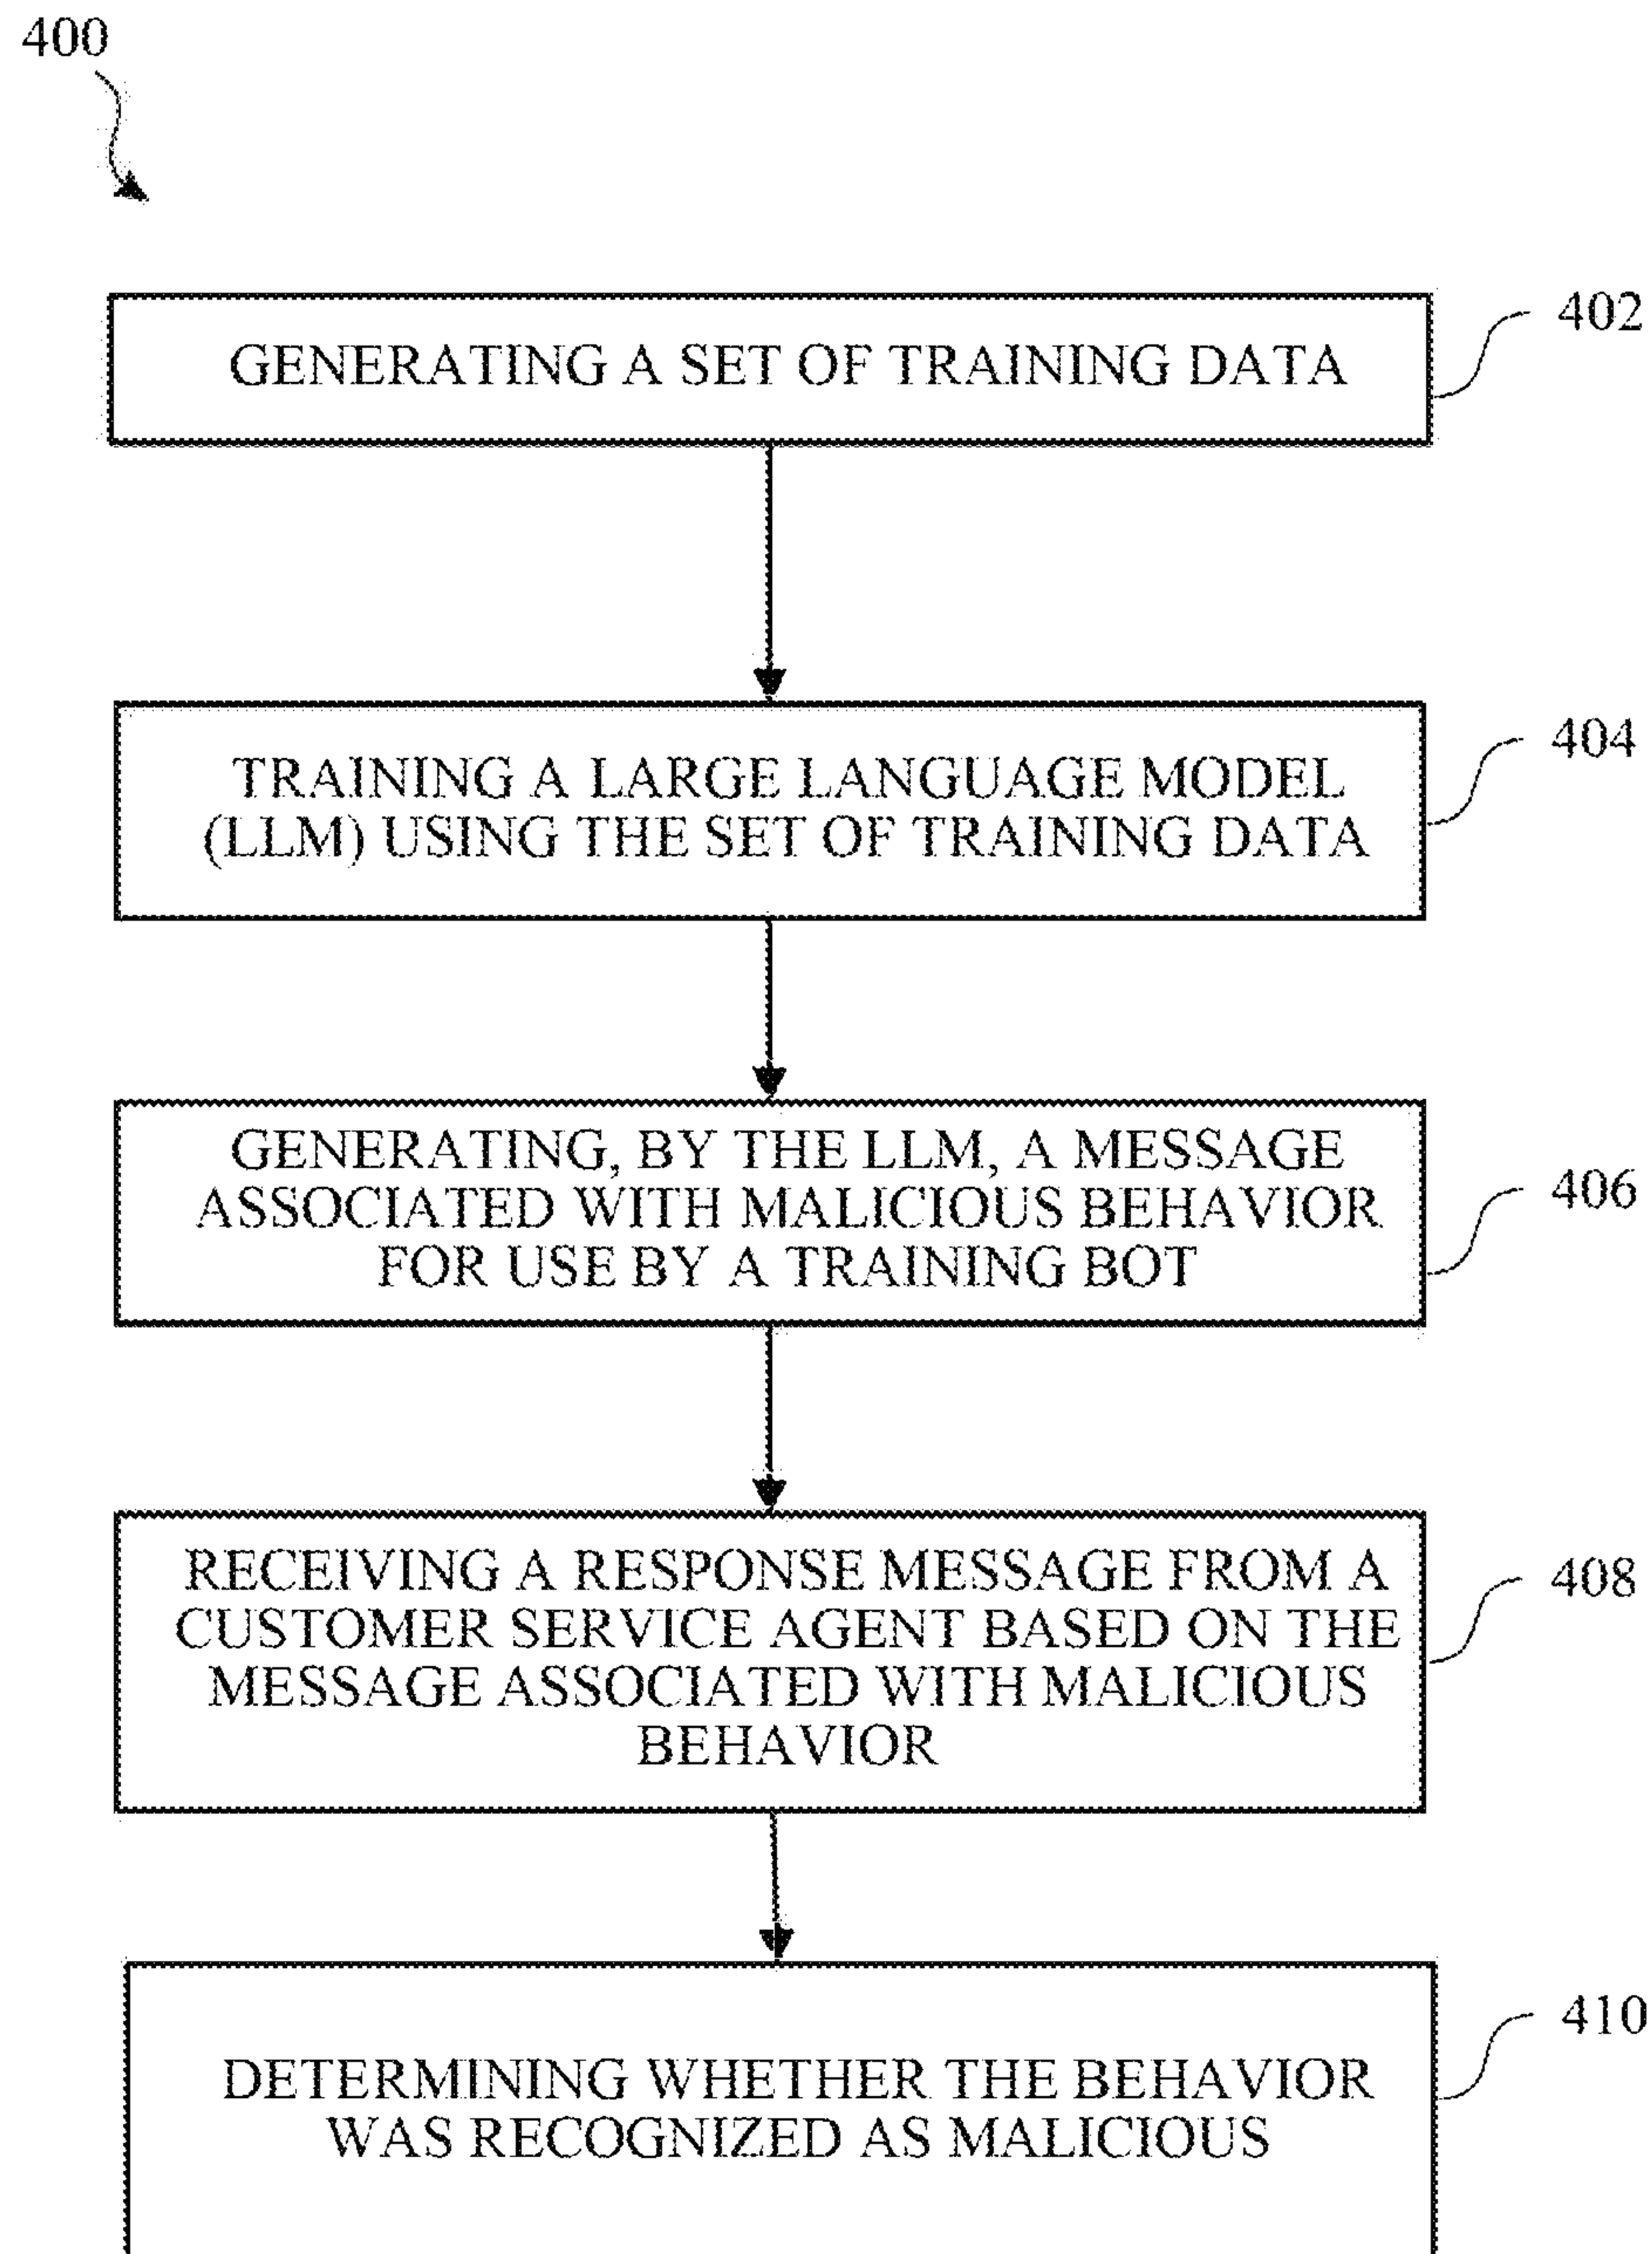 400
GENERATING A SET OF TRAINING DATA
402
TRAINING A LARGE LANGUAGE MODEL
(LLM) USING THE SET OF TRAINING DATA
404
GENERATING, BY THE LLM, A MESSAGE
ASSOCIATED WITH MALICIOUS BEHAVIOR
FOR USE BY A TRAINING BOT
406
RECEIVING A RESPONSE MESSAGE FROM A
CUSTOMER SERVICE AGENT BASED ON THE
MESSAGE ASSOCIATED WITH MALICIOUS
BEHAVIOR
408
DETERMINING WHETHER THE BEHAVIOR
WAS RECOGNIZED AS MALICIOUS
410